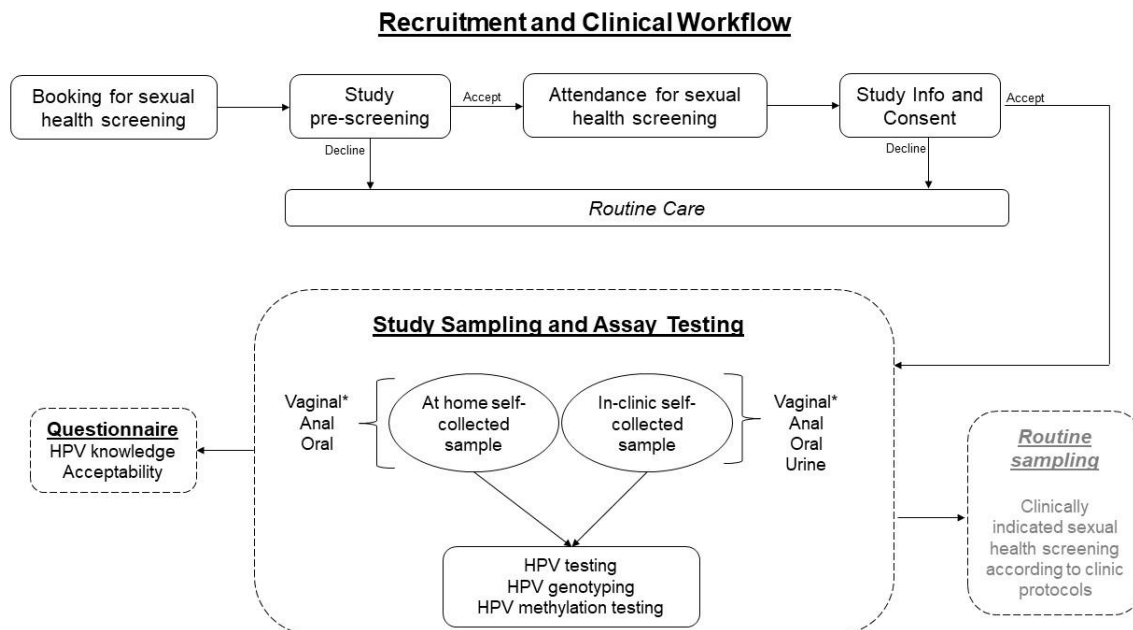 Recruitment and Clinical Workflow
Booking for sexual
health screening
Study
pre-screening
Accept
Attendance for sexual
health screening
Study Info and
Consent
Accept
Decline
Decline
Routine Care
Study Sampling and Assay Testing
Vaginal*
Anal
Oral
At home self-
collected
sample
In-clinic self-
collected
sample
Vaginal*
Anal
Oral
Urine
Questionnaire
HPV knowledge
Acceptability
Routine
sampling
Clinically
indicated sexual
health screening
according to clinic
protocols
HPV testing
HPV genotyping
HPV methylation testing